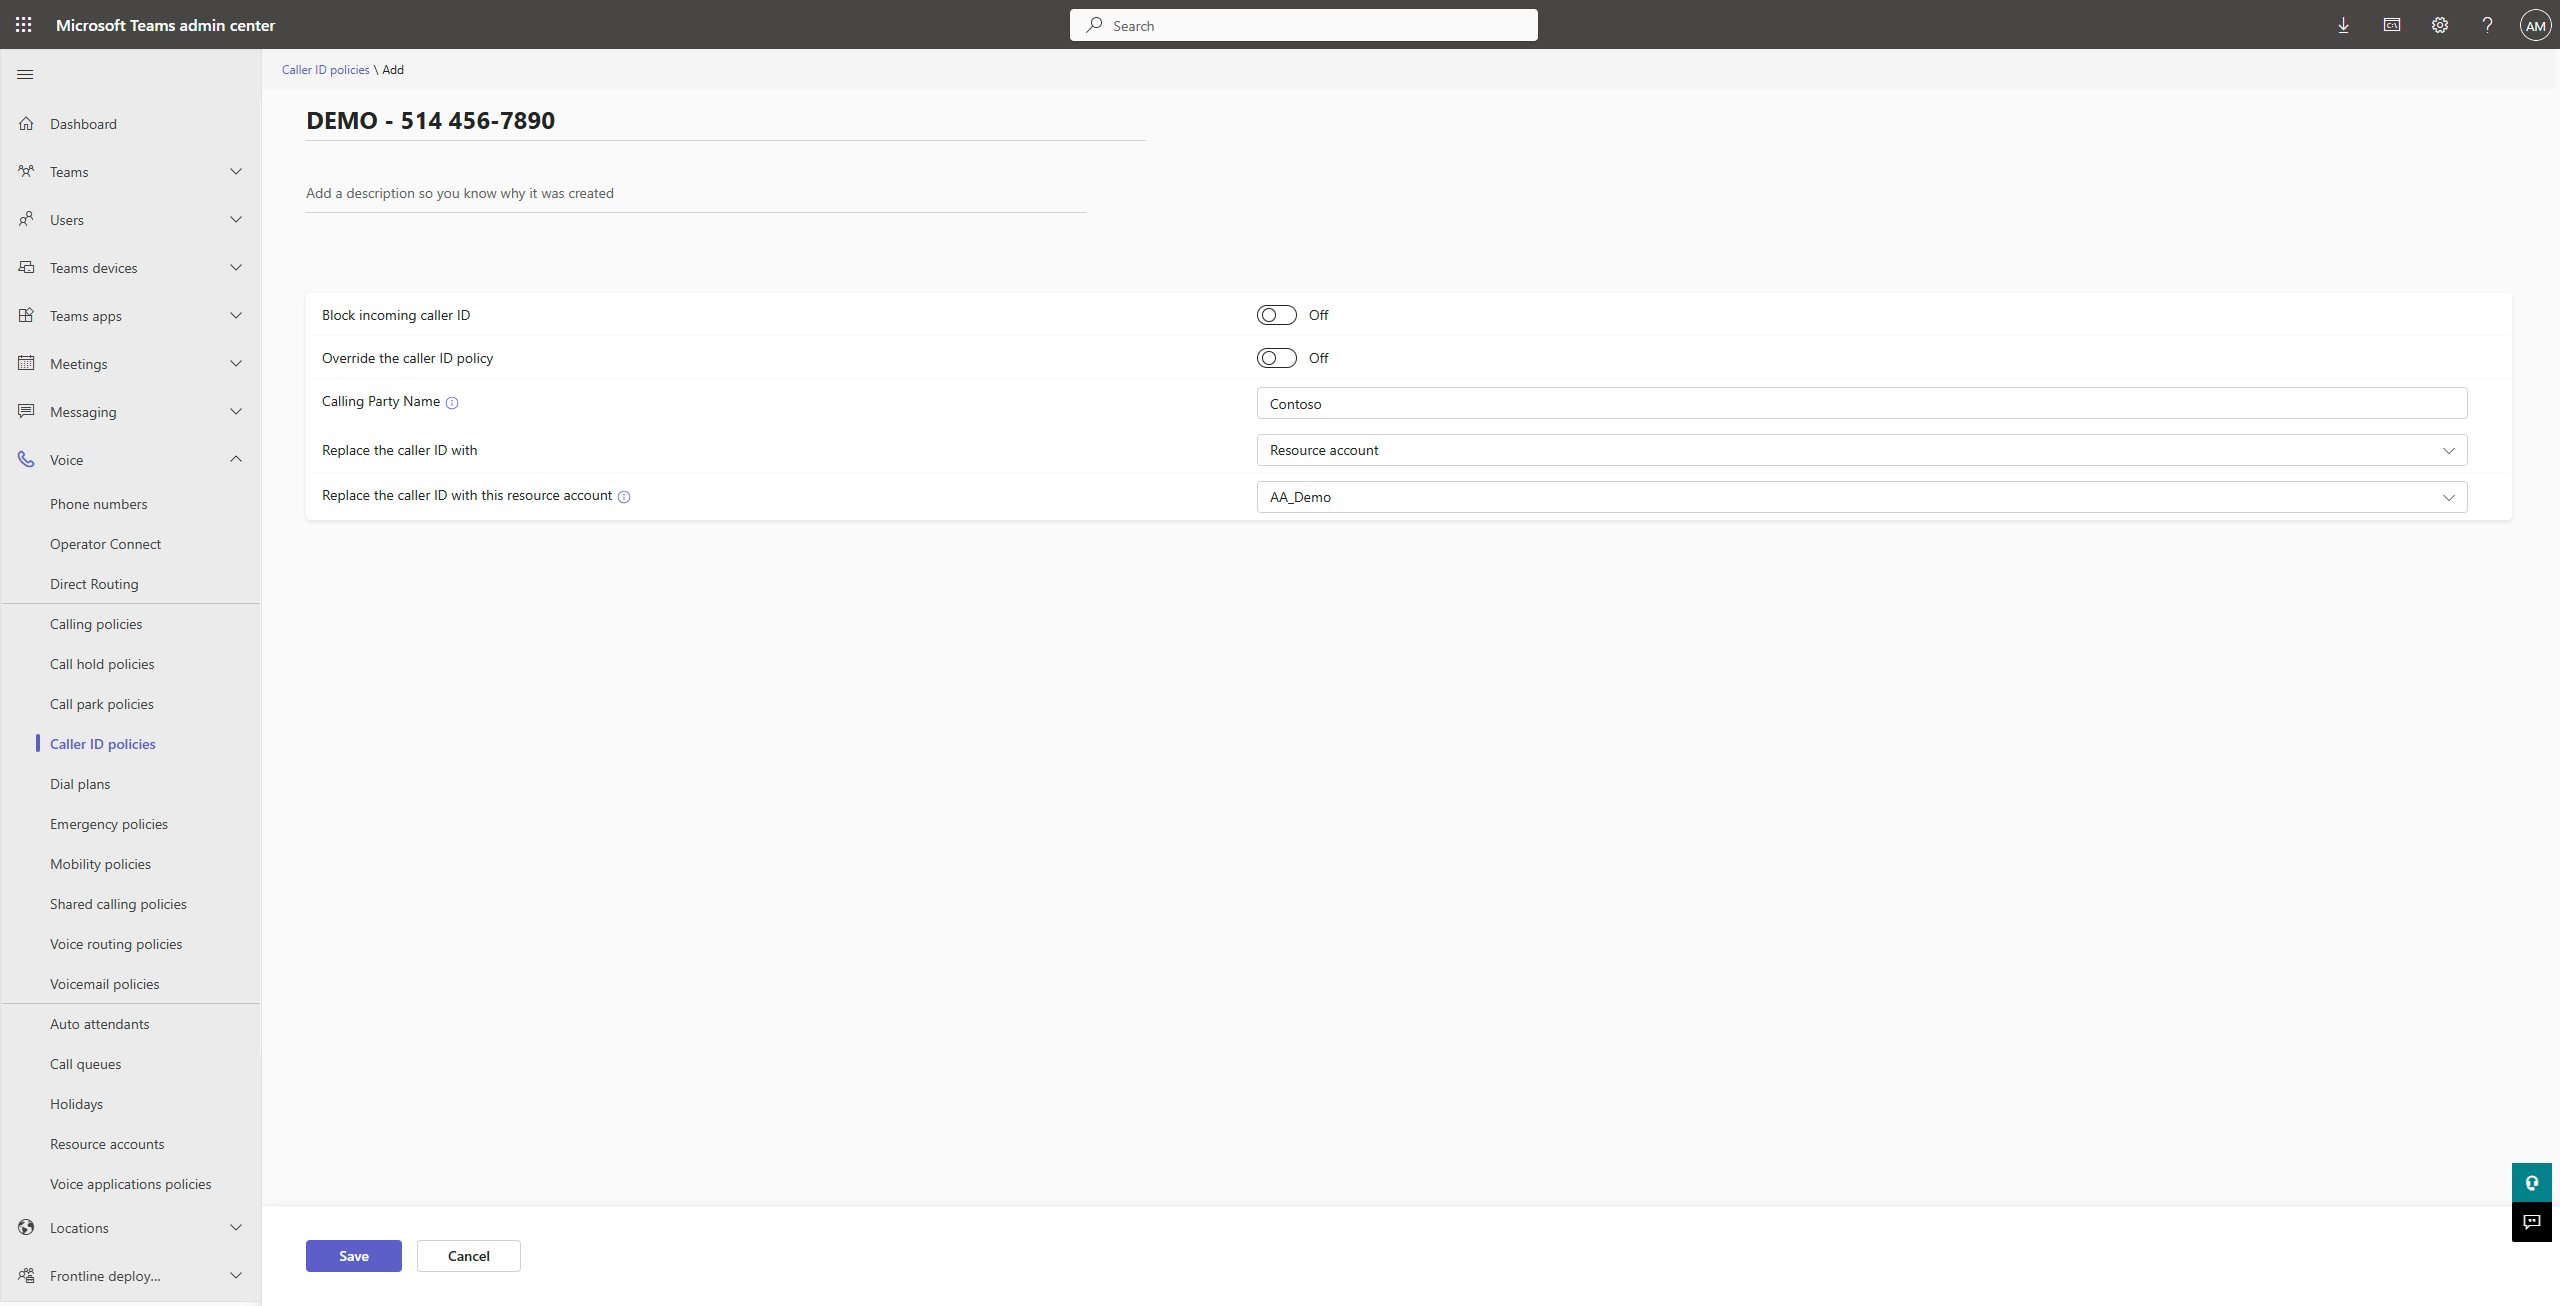 Microsoft Teams admin center
Search
AM
Caller ID policies \ Add
DEMO - 514 456-7890
Add a description so you know why it was created
Block incoming caller ID
Off
Override the caller ID policy
Off
Calling Party Name
Contoso
Replace the caller ID with
Resource account
Replace the caller ID with this resource account
AA_Demo
Save
Cancel
Dashboard
Teams
Users
Teams devices
Teams apps
Meetings
Messaging
Voice
Phone numbers
Operator Connect
Direct Routing
Calling policies
Call hold policies
Call park policies
Caller ID policies
Dial plans
Emergency policies
Mobility policies
Shared calling policies
Voice routing policies
Voicemail policies
Auto attendants
Call queues
Holidays
Resource accounts
Voice applications policies
Locations
Frontline deploy...